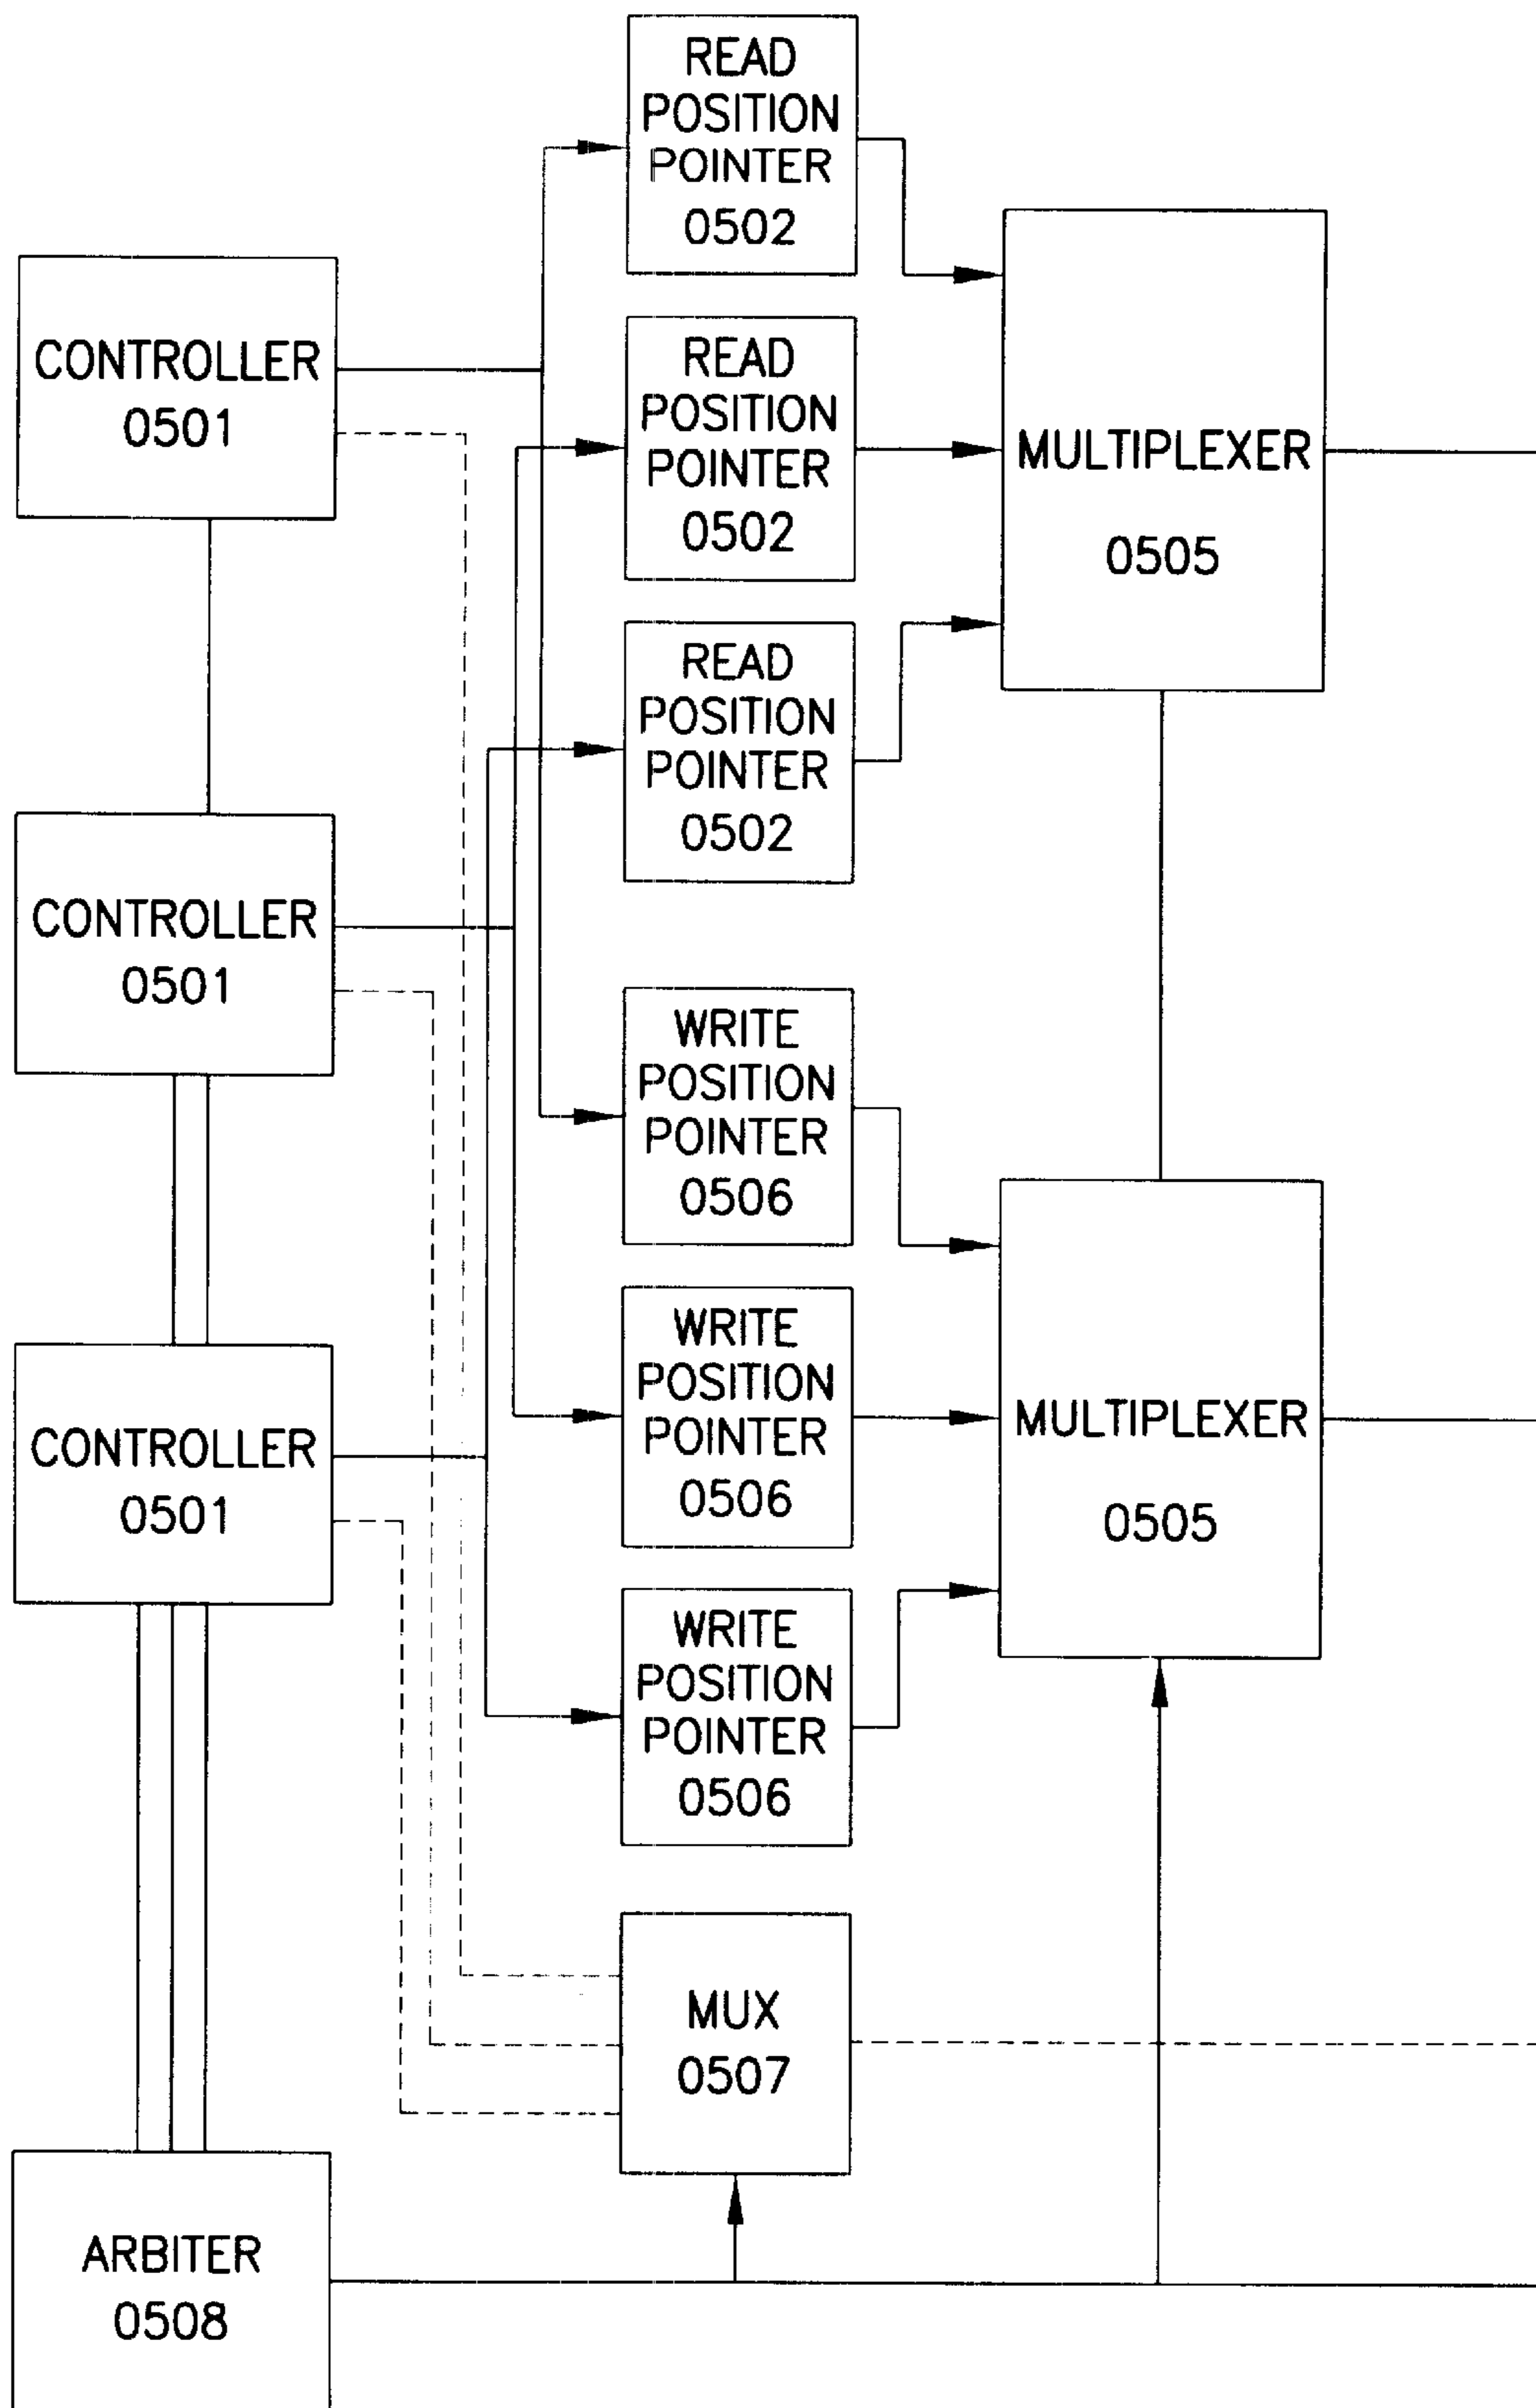 READ
POSITION
POINTER
0502
CONTROLLER
0501
READ
POSITION
POINTER
0502
MULTIPLEXER
0505
READ
POSITION
POINTER
0502
CONTROLLER
0501
WRITE
POSITION
POINTER
0506
WRITE
POSITION
POINTER
0506
MULTIPLEXER
0505
CONTROLLER
0501
WRITE
POSITION
POINTER
0506
MUX
0507
ARBITER
0508